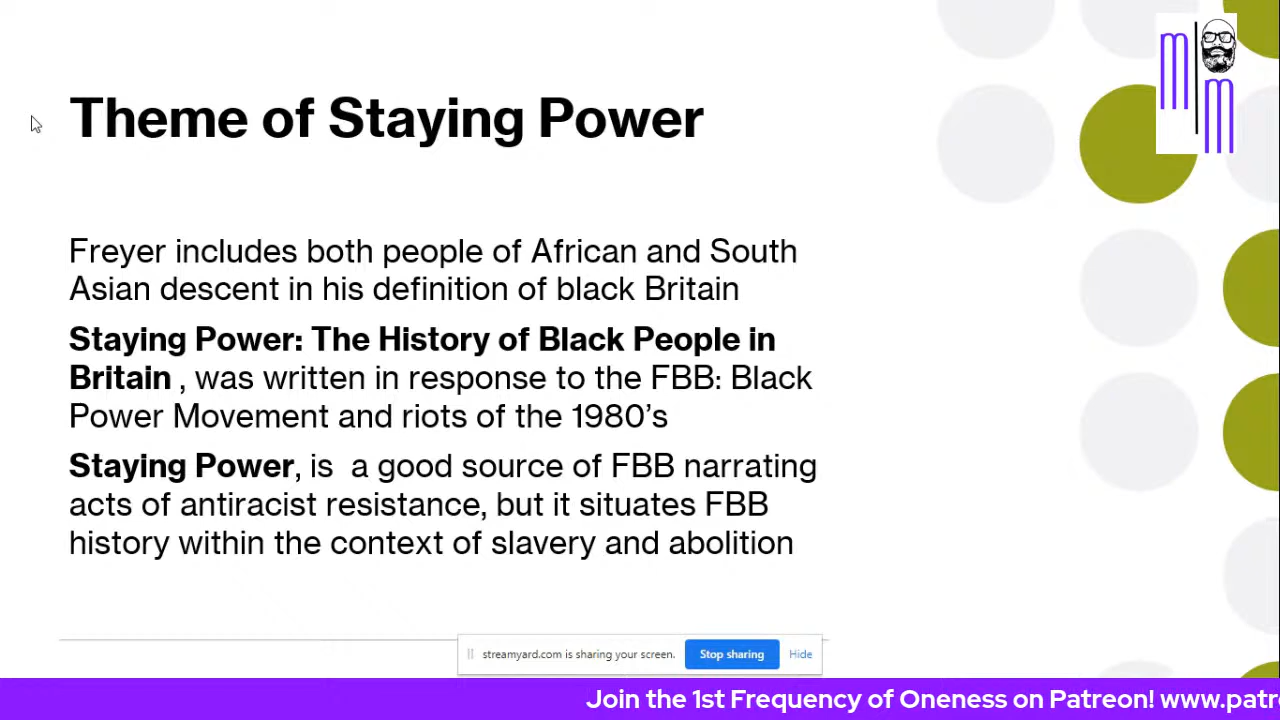 Theme of Staying Power
Freyer includes both people of African and South
Asian descent in his definition of black Britain
Staying Power: The History of Black People in
Britain , was written in response to the FBB: Black
Power Movement and riots of the 1980's
Staying Power, is  a good source of FBB narrating
acts of antiracist resistance, but it situates FBB
history within the context of slavery and abolition
streamyard.com is sharing your screen. Stop sharing Hide
Join the 1st Frequency of Oneness on Patreon! www.patr
m
m